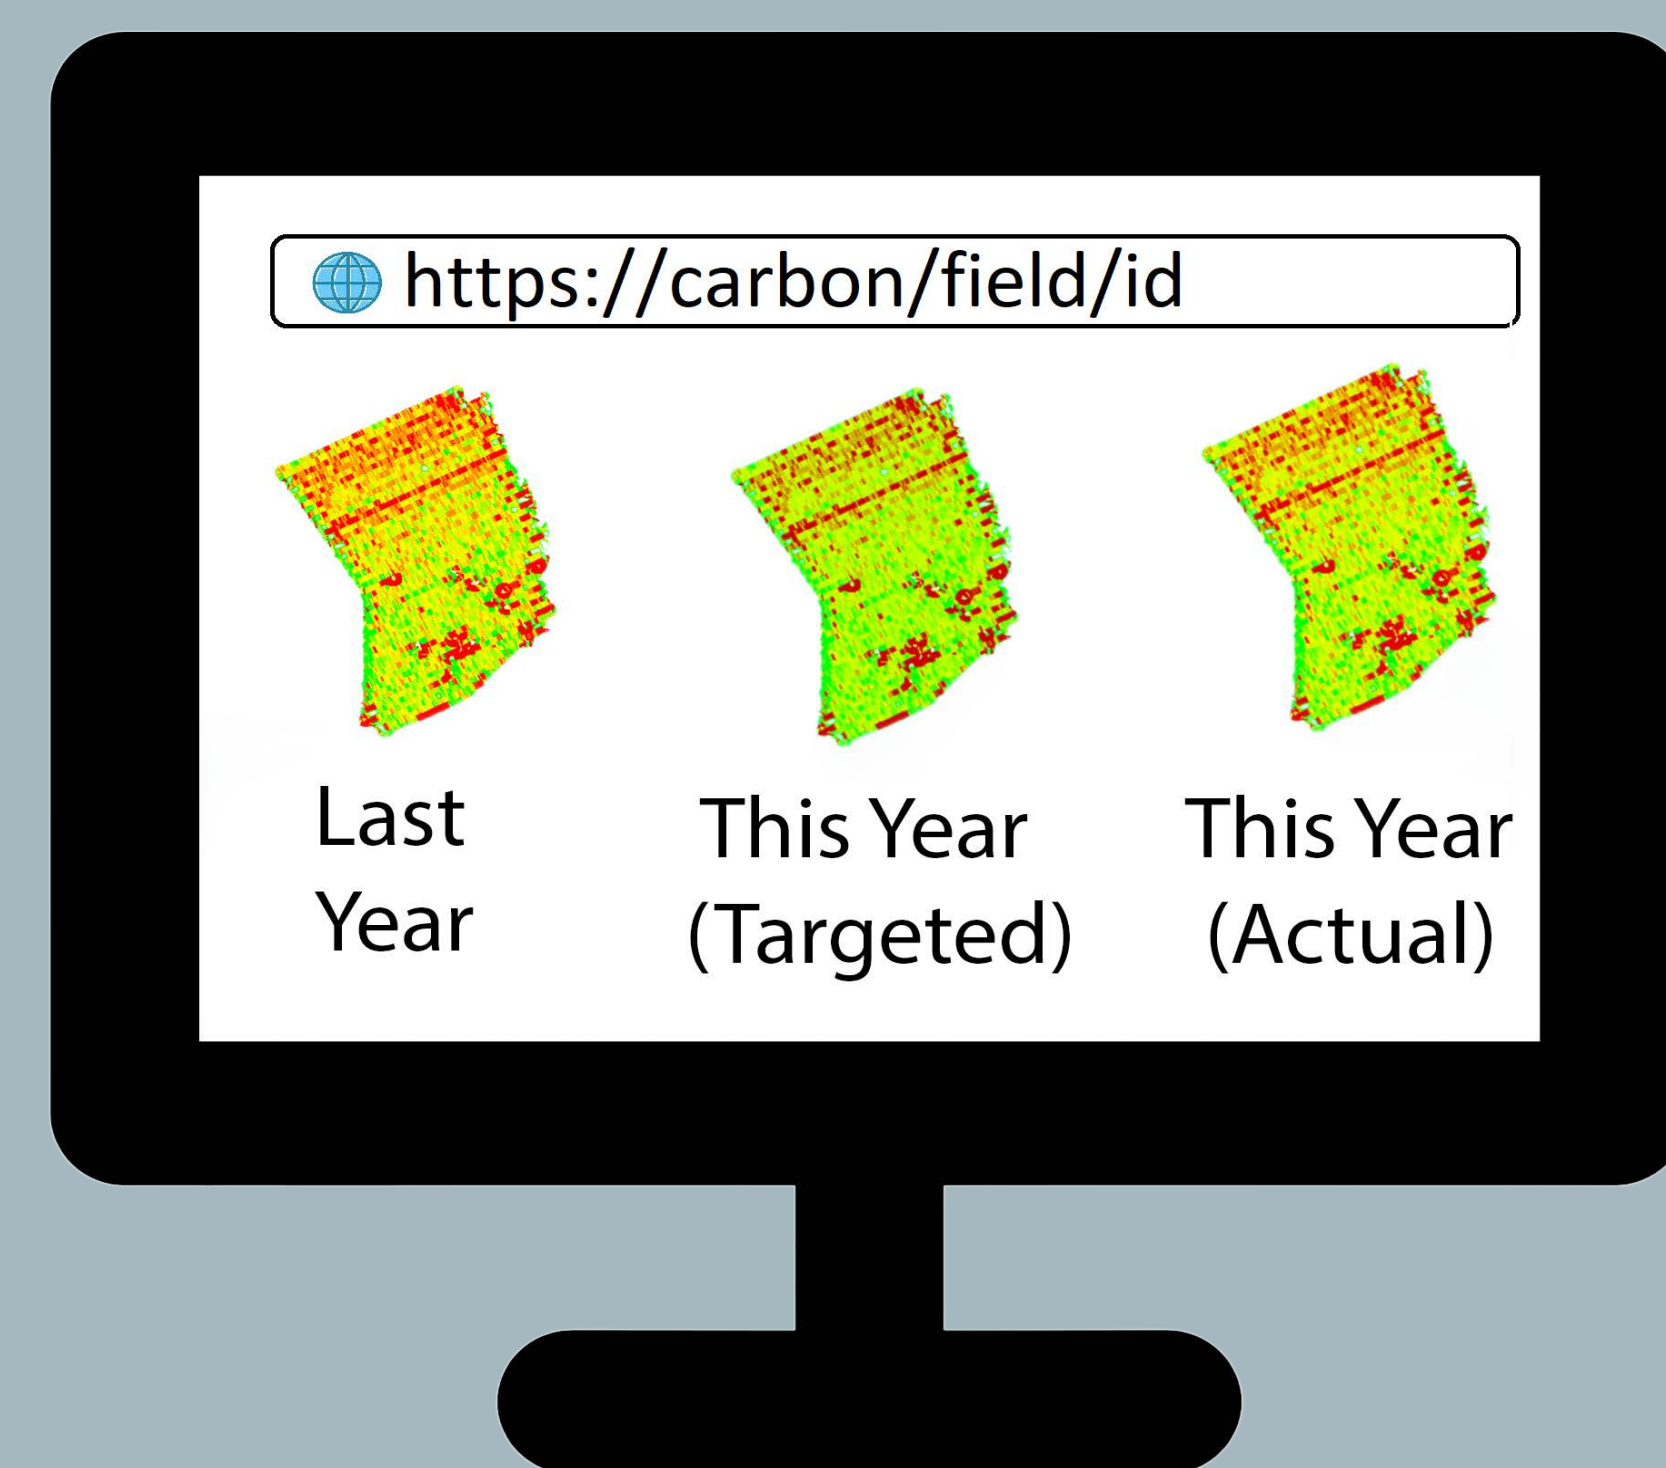 https://carbon/field/id
Last
Year
This Year
(Targeted)
This Year
(Actual)